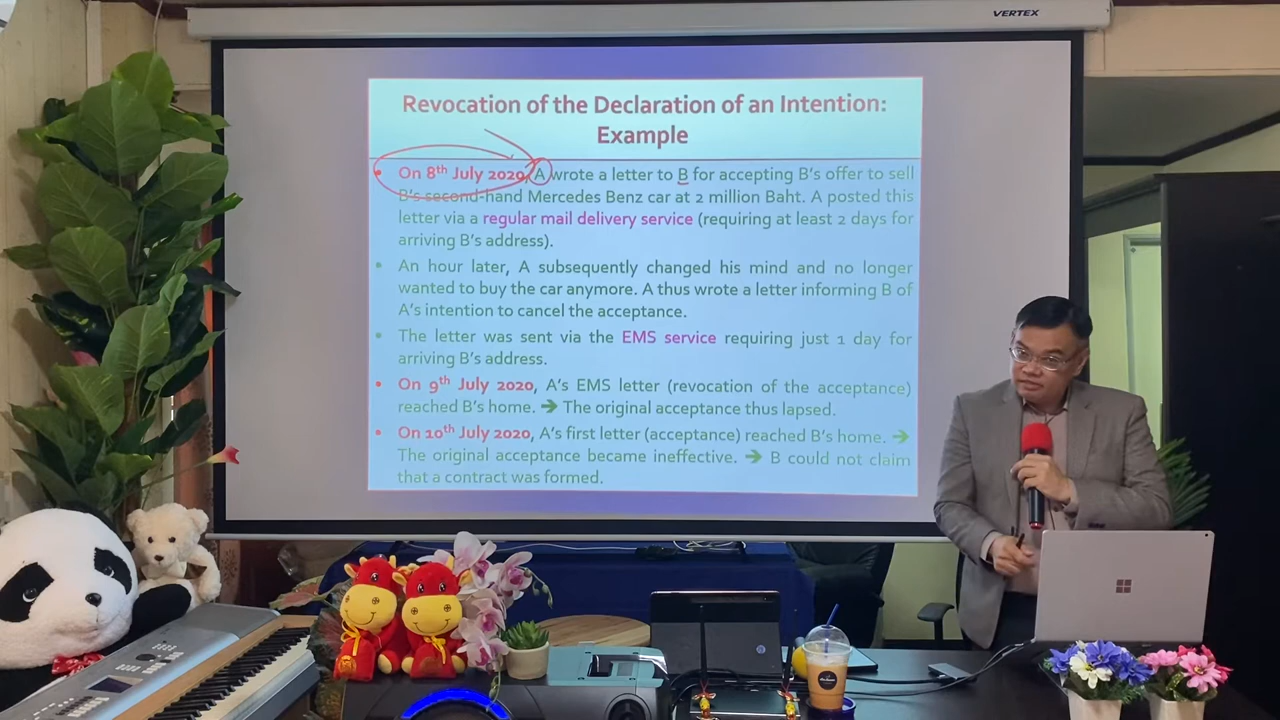 VERTEX
Revocation of the Declaration of an Intention:
Example
• On 8th July 2020, A wrote a letter to B for accepting B's offer to sell
B's second-hand Mercedes Benz car at 2 million Baht. A posted this
letter via a regular mail delivery service (requiring at least 2 days for
arriving B's address).
• An hour later, A subsequently changed his mind and no longer
wanted to buy the car anymore. A thus wrote a letter informing B of
A's intention to cancel the acceptance.
• The letter was sent via the EMS service requiring just 1 day for
arriving B's address.
• On 9th July 2020, A's EMS letter (revocation of the acceptance)
reached B's home. ➔ The original acceptance thus lapsed.
• On 10th July 2020, A's first letter (acceptance) reached B's home. ➔
The original acceptance became ineffective. ➔ B could not claim
that a contract was formed.